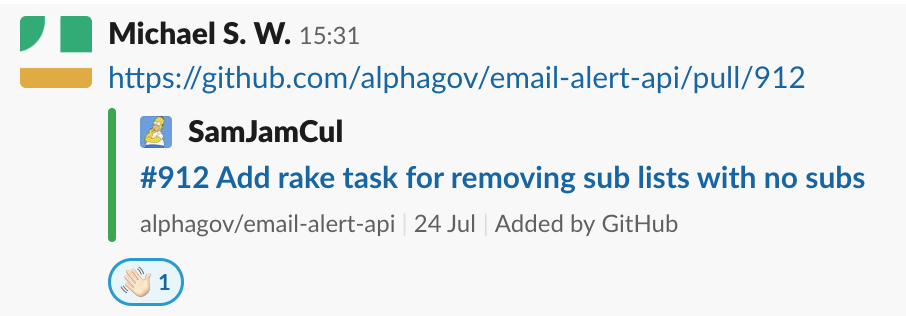 Michael S. W. 15:31
https://github.com/alphagov/email-alert-api/pull/912
SamJamCul
#912 Add rake task for removing sub lists with no subs
alphagov/email-alert-api | 24 Jul | Added by GitHub
1